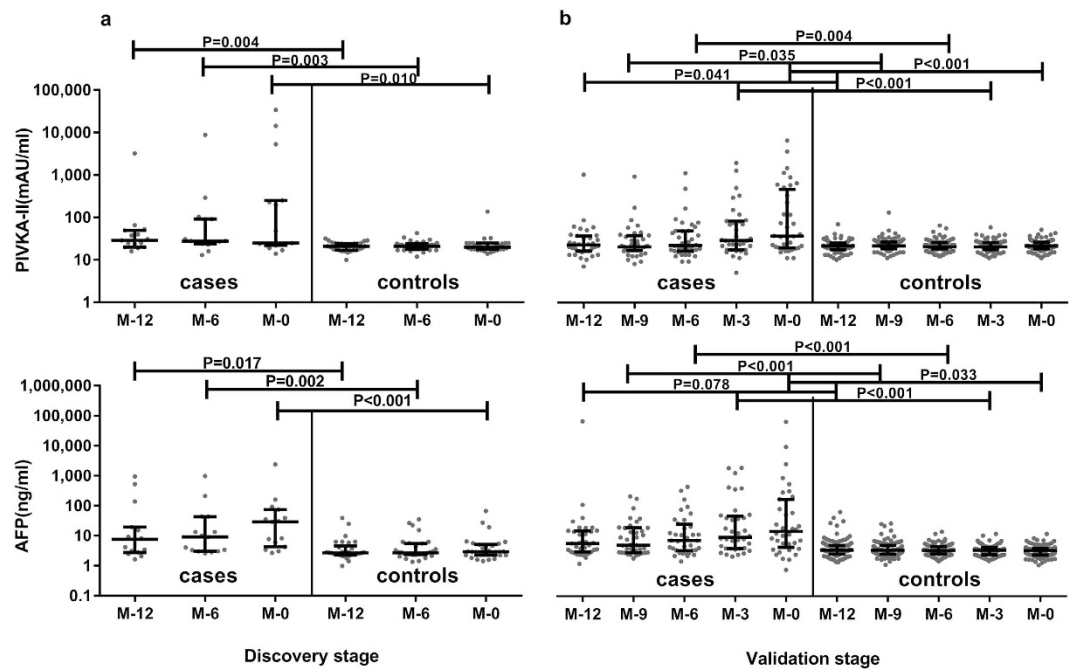 a
P=0.004
P=0.003
P=0.010
PIVKA-II(mAU/ml)
100,000
10,000
1,000
100
10
1
cases
controls
M-12 M-6 M-0 M-12 M-6 M-0
b
P=0.004
P=0.035
P<0.001
P=0.041
P<0.001
cases
controls
M-12 M-9 M-6 M-3 M-0 M-12 M-9 M-6 M-3 M-0
P=0.017
P=0.002
P<0.001
AFP(ng/ml)
1,000,000
100,000
10,000
1,000
100
10
1
0.1
cases
controls
M-12 M-6 M-0 M-12 M-6 M-0
Discovery stage
P<0.001
P<0.001
P=0.033
P=0.078
P<0.001
cases
controls
M-12 M-9 M-6 M-3 M-0 M-12 M-9 M-6 M-3 M-0
Validation stage